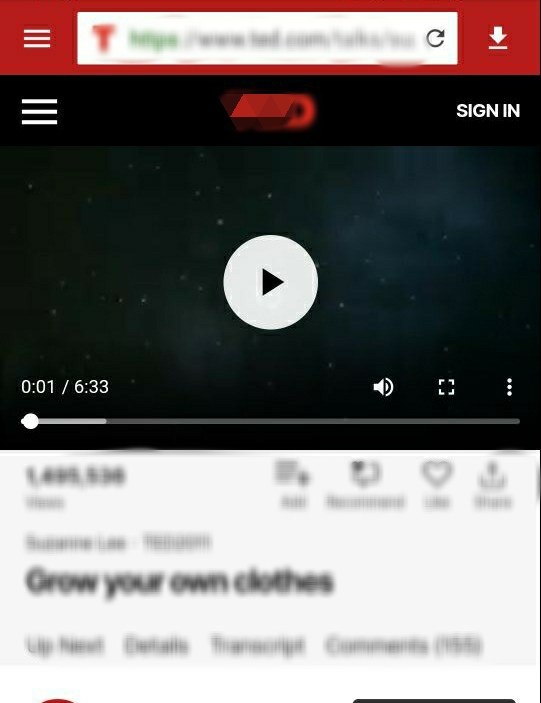 https://www.ted.com/talks/su
SIGN IN
0:01 / 6:33
1,495,536
Views
Add Recommend Like Share
Suzanne Lee · TED2011
Grow your own clothes
Up Next Details Transcript Comments (155)